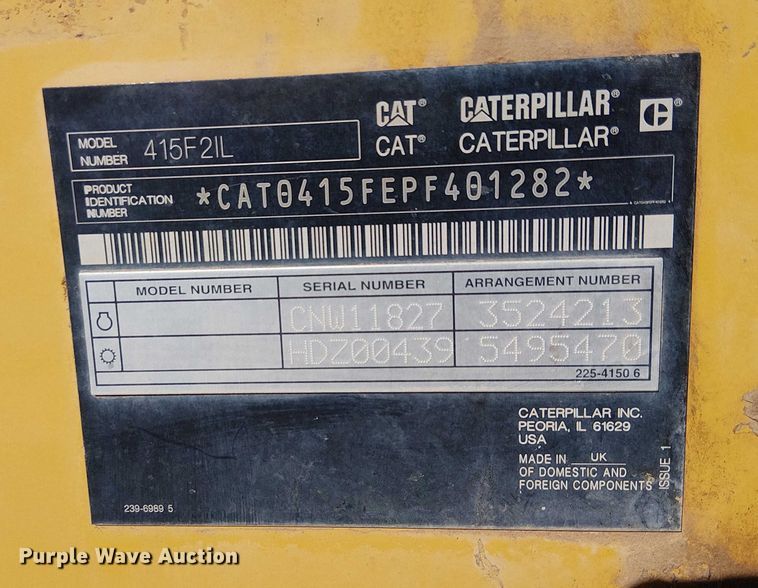 CAT® CATERPILLAR®
CAT® CATERPILLAR®
MODEL NUMBER 415F2IL
PRODUCT IDENTIFICATION NUMBER *CAT0415FEPF401282*
MODEL NUMBER SERIAL NUMBER ARRANGEMENT NUMBER
CNW11827 3524213
HDZ00439 5495470
225-4150 6
CATERPILLAR INC.
PEORIA, IL 61629
USA
MADE IN UK
OF DOMESTIC AND
FOREIGN COMPONENTS
ISSUE 1
239-6989 5
Purple Wave Auction